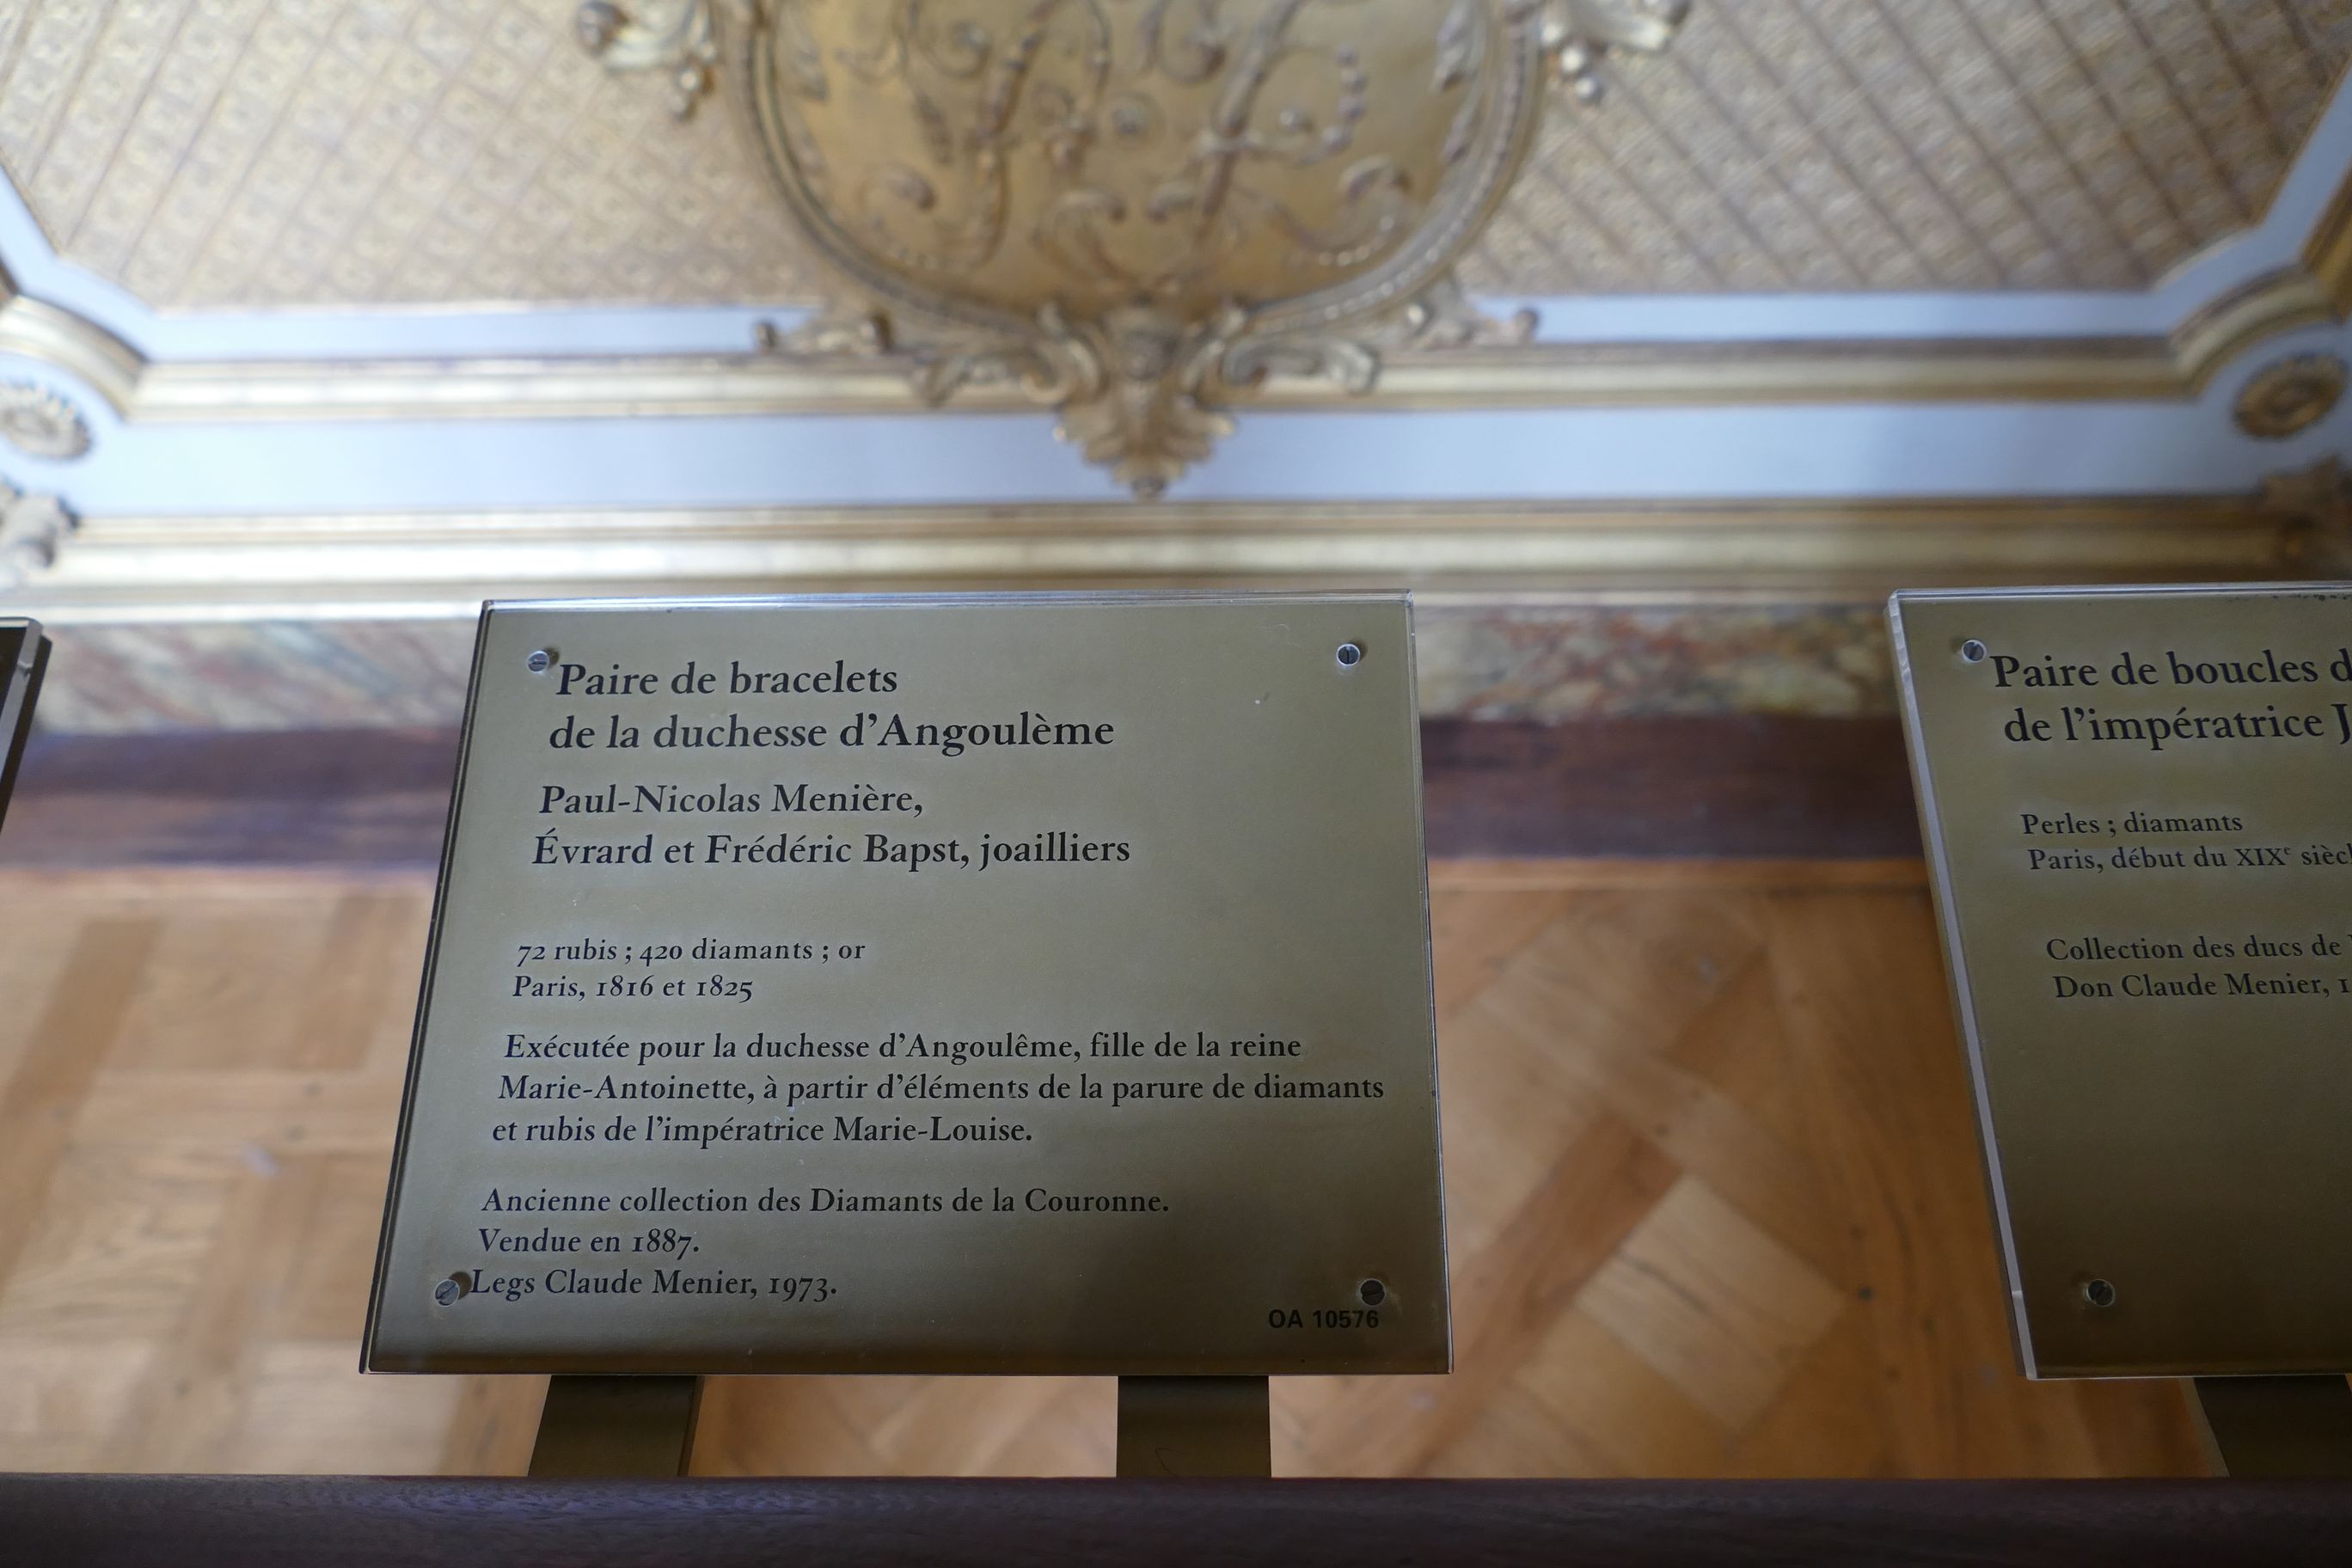 Paire de bracelets
de la duchesse d'Angoulème
Paul-Nicolas Menière,
Évrard et Frédéric Bapst, joailliers
72 rubis ; 420 diamants ; or
Paris, 1816 et 1825
Exécutée pour la duchesse d'Angoulême, fille de la reine
Marie-Antoinette, à partir d'éléments de la parure de diamants
et rubis de l'impératrice Marie-Louise.
Ancienne collection des Diamants de la Couronne.
Vendue en 1887.
Legs Claude Menier, 1973.
OA 10576
Paire de boucles
de l'impératrice
Perles ; diamants
Paris, début du XIXe
Collection des ducs de
Don Claude Menier,